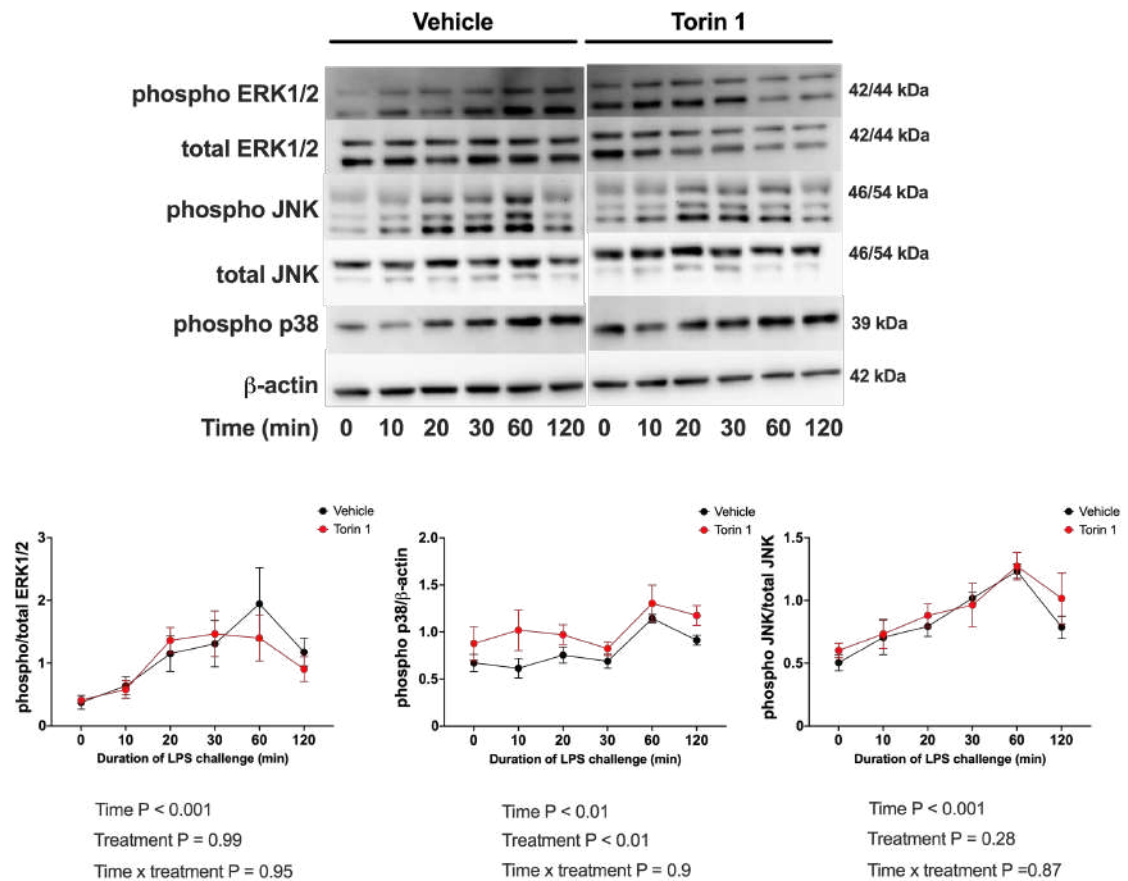 Vehicle Torin 1
phospho ERK1/2 42/44 kDa
total ERK1/2 42/44 kDa
phospho JNK 46/54 kDa
total JNK 46/54 kDa
phospho p38 39 kDa
β-actin 42 kDa
Time (min) 0 10 20 30 60 120 0 10 20 30 60 120
Vehicle
Torin 1
phospho/total ERK1/2
3
2
1
0
0 10 20 30 60 120
Duration of LPS challenge (min)
Time P < 0.001
Treatment P = 0.99
Time x treatment P = 0.95
Vehicle
Torin 1
phospho p38/β-actin
2.0
1.5
1.0
0.5
0.0
0 10 20 30 60 120
Duration of LPS challenge (min)
Time P < 0.01
Treatment P < 0.01
Time x treatment P = 0.9
Vehicle
Torin 1
phospho JNK/total JNK
1.5
1.0
0.5
0.0
0 10 20 30 60 120
Duration of LPS challenge (min)
Time P < 0.001
Treatment P = 0.28
Time x treatment P =0.87